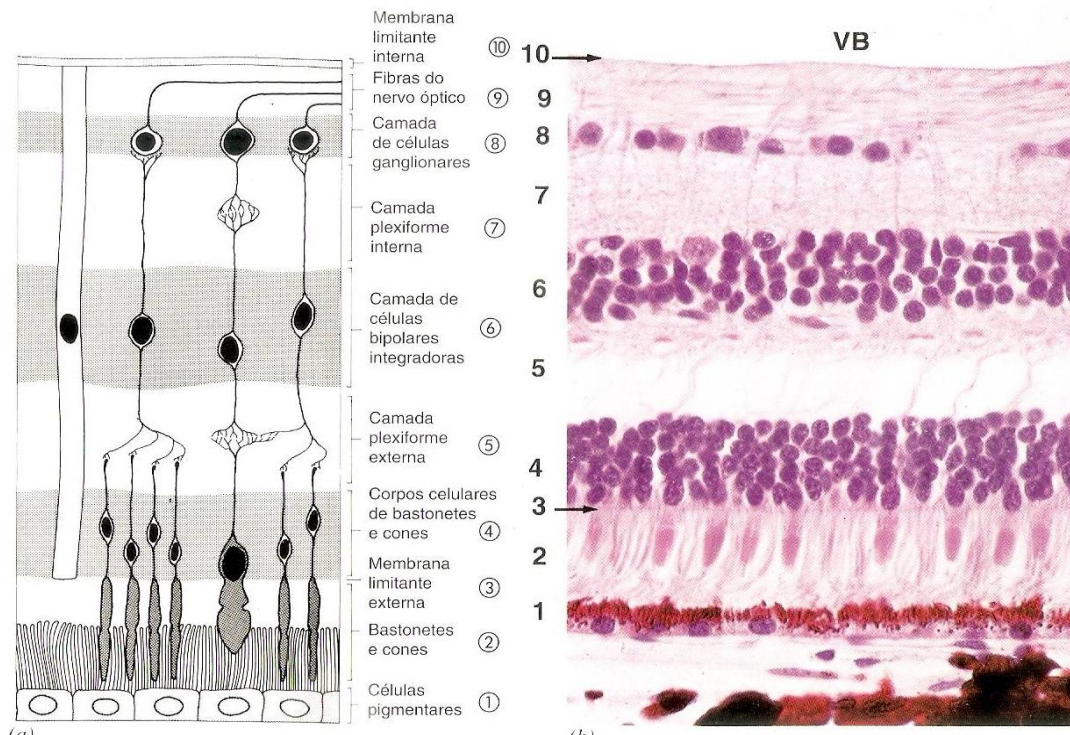 Membrana
limitante
interna
⑩
Fibras do
nervo óptico
⑨
Camada
de células
ganglionares
⑧
Camada
plexiforme
interna
⑦
Camada de
células
bipolares
integradoras
⑥
Camada
plexiforme
externa
⑤
Corpos celulares
de bastonetes
e cones
④
Membrana
limitante
externa
③
Bastonetes
e cones
②
Células
pigmentares
①
(a)
VB
10
9
8
7
6
5
4
3
2
1
(b)